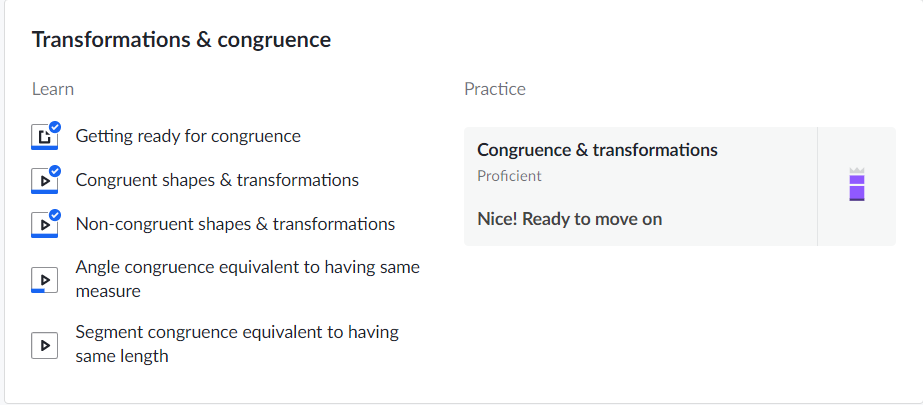 Transformations & congruence
Learn
Getting ready for congruence
Congruent shapes & transformations
Non-congruent shapes & transformations
Angle congruence equivalent to having same
measure
Segment congruence equivalent to having
same length
Practice
Congruence & transformations
Proficient
Nice! Ready to move on